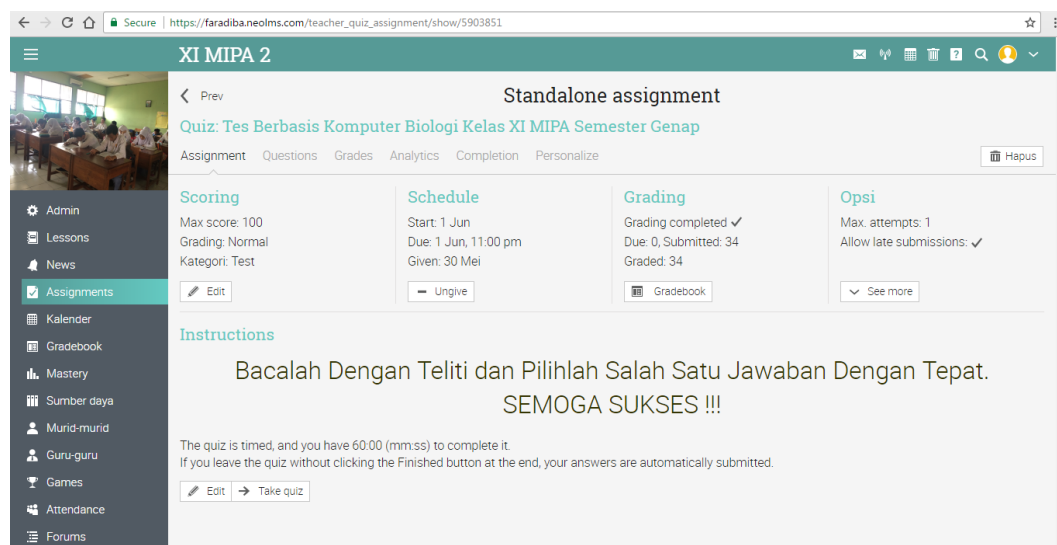 Secure
https://faradiba.neolms.com/teacher_quiz_assignment/show/5903851
XI MIPA 2
Prev
Standalone assignment
Quiz: Tes Berbasis Komputer Biologi Kelas XI MIPA Semester Genap
Assignment Questions Grades Analytics Completion Personalize
Hapus
Admin
Lessons
News
Assignments
Kalender
Gradebook
Mastery
Sumber daya
Murid-murid
Guru-guru
Games
Attendance
Forums
Scoring
Max score: 100
Grading: Normal
Kategori: Test
Edit
Schedule
Start: 1 Jun
Due: 1 Jun, 11:00 pm
Given: 30 Mei
Ungive
Grading
Grading completed ✓
Due: 0, Submitted: 34
Graded: 34
Gradebook
Opsi
Max. attempts: 1
Allow late submissions: ✓
See more
Instructions
Bacalah Dengan Teliti dan Pilihlah Salah Satu Jawaban Dengan Tepat.
SEMOGA SUKSES !!!
The quiz is timed, and you have 60:00 (mm:ss) to complete it.
If you leave the quiz without clicking the Finished button at the end, your answers are automatically submitted.
Edit
Take quiz